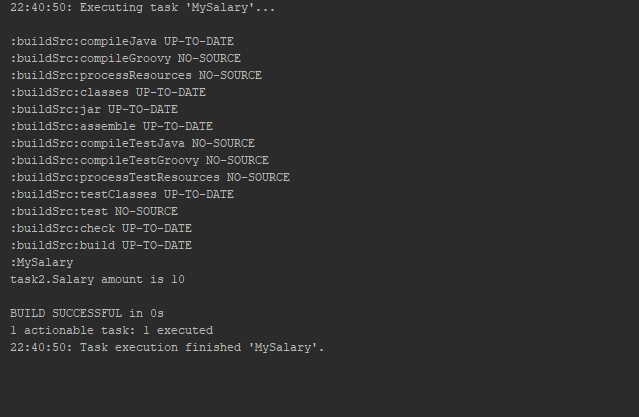 22:40:50: Executing task 'MySalary'...
:buildSrc:compileJava UP-TO-DATE
:buildSrc:compileGroovy NO-SOURCE
:buildSrc:processResources NO-SOURCE
:buildSrc:classes UP-TO-DATE
:buildSrc:jar UP-TO-DATE
:buildSrc:assemble UP-TO-DATE
:buildSrc:compileTestJava NO-SOURCE
:buildSrc:compileTestGroovy NO-SOURCE
:buildSrc:processTestResources NO-SOURCE
:buildSrc:testClasses UP-TO-DATE
:buildSrc:test NO-SOURCE
:buildSrc:check UP-TO-DATE
:buildSrc:build UP-TO-DATE
:MySalary
task2.Salary amount is 10
BUILD SUCCESSFUL in 0s
1 actionable task: 1 executed
22:40:50: Task execution finished 'MySalary'.